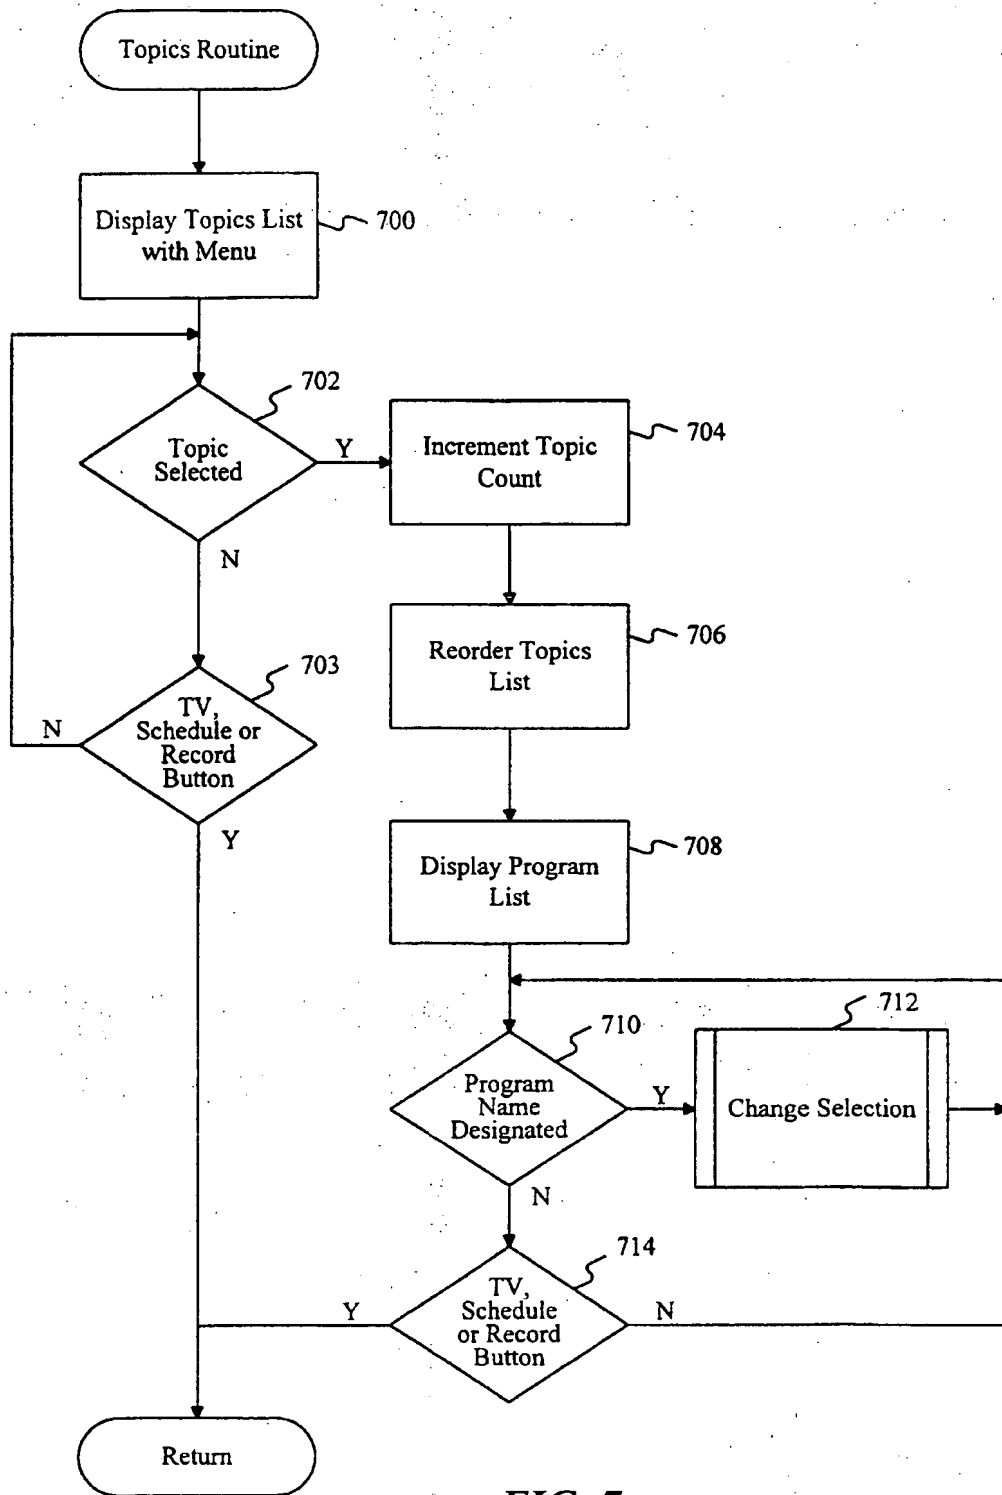 Topics Routine
Display Topics List
with Menu
700
702
Topic
Selected
Y
Increment Topic
Count
704
N
Reorder Topics
List
706
703
TV,
Schedule or
Record
Button
N
Y
Display Program
List
708
710
Program
Name
Designated
Y
712
Change Selection
N
714
TV,
Schedule
or Record
Button
Y
N
Return